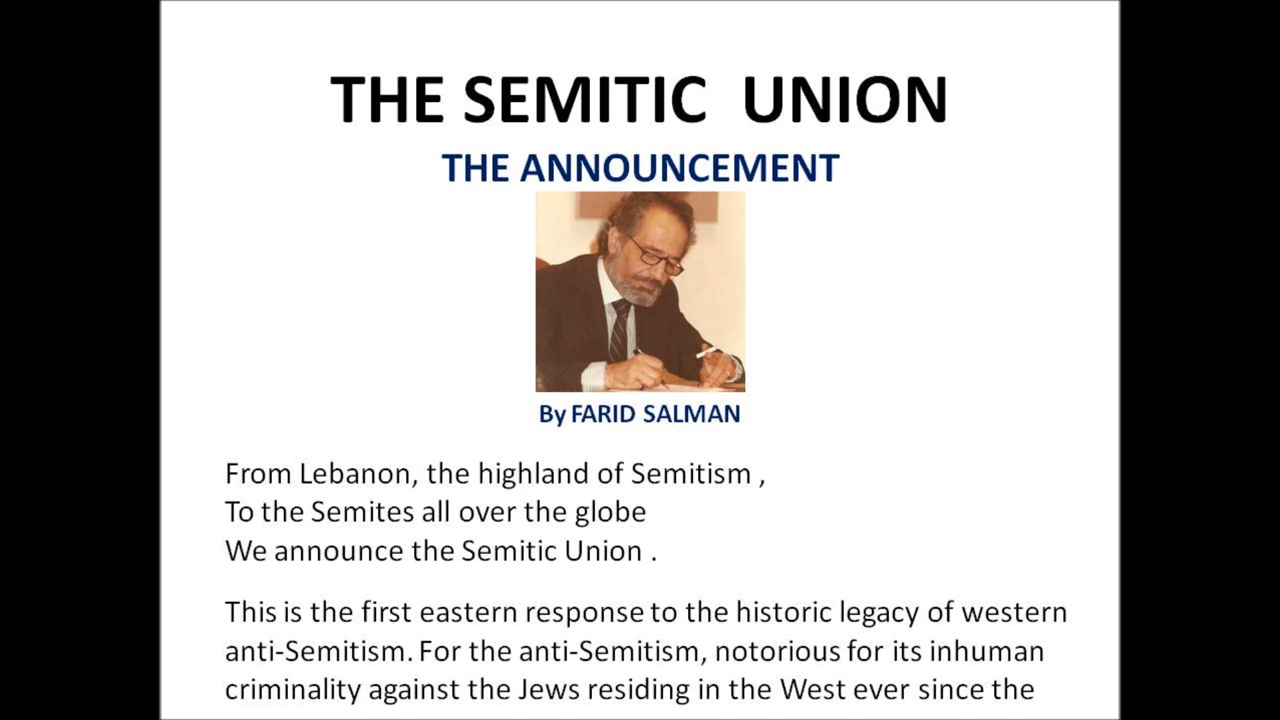 THE SEMITIC UNION
THE ANNOUNCEMENT
By FARID SALMAN
From Lebanon, the highland of Semitism ,
To the Semites all over the globe
We announce the Semitic Union .
This is the first eastern response to the historic legacy of western
anti-Semitism. For the anti-Semitism, notorious for its inhuman
criminality against the Jews residing in the West ever since the